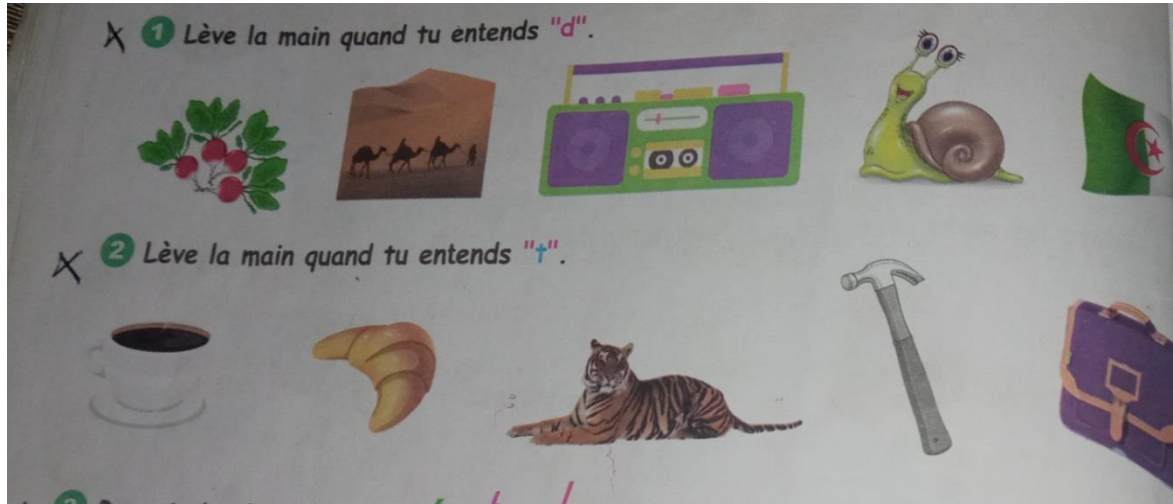 1 Lève la main quand tu entends "d".
2 Lève la main quand tu entends "t".